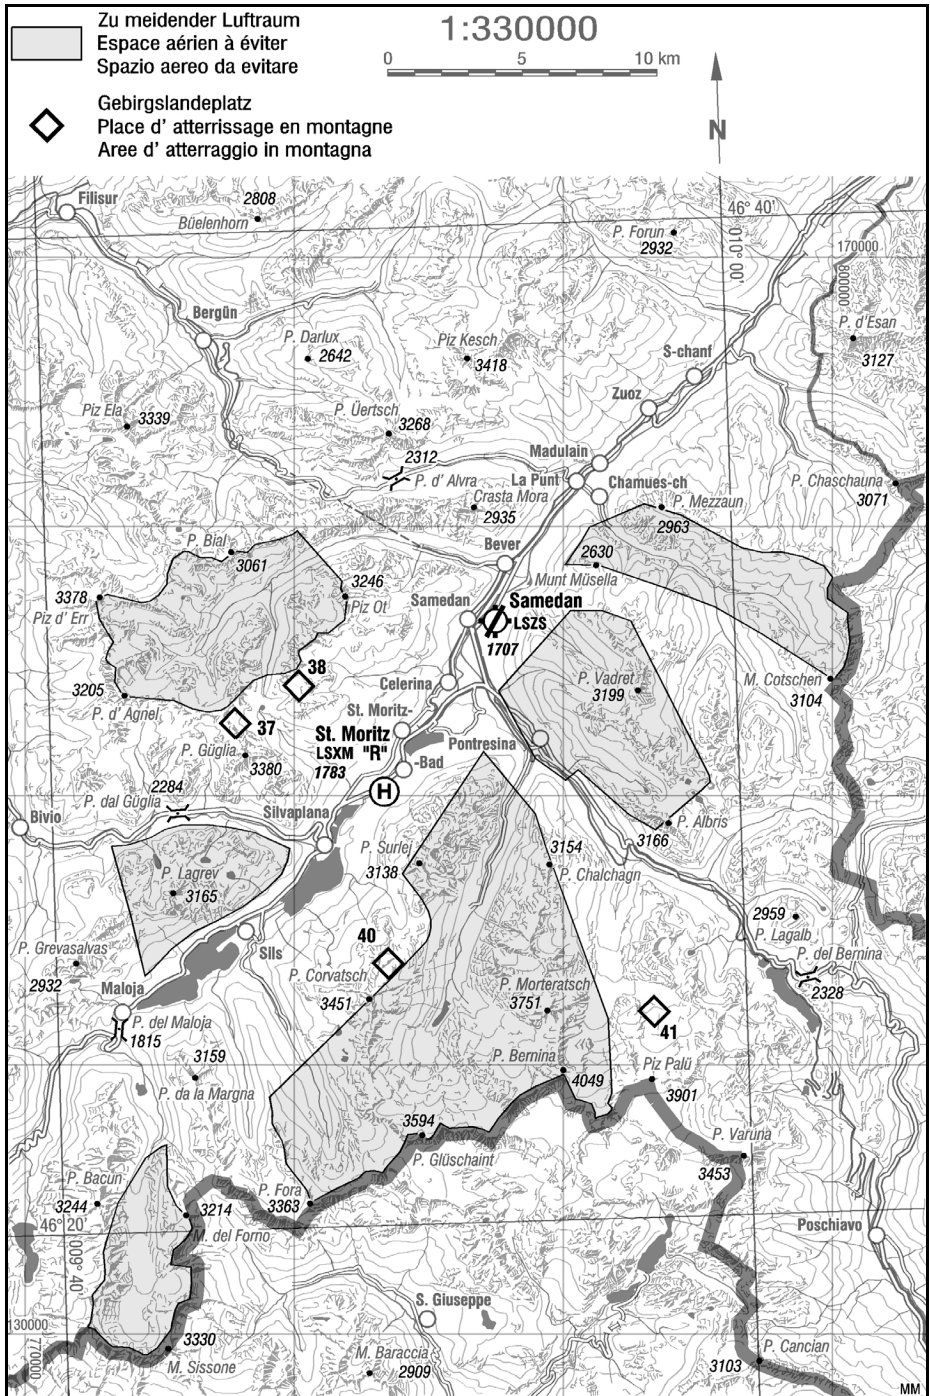 Zu meidender Luftraum
Espace aérien à éviter
Spazio aereo da evitare
1:330000
0 5 10 km
Gebirgslandeplatz
Place d' atterrissage en montagne
Aree d' atterraggio in montagna
N
Filisur
2808
Büelenhorn
46° 40'
P. Forun
2932
010° 00'
170000
800000
Bergün
P. Darlux
2642
Piz Kesch
3418
P. d'Esan
3127
S-chanf
Zuoz
Piz Ela
3339
P. Üertsch
3268
2312
P. d' Alvra
Madulain
La Punt
Chamues-ch
P. Chaschauna
3071
Crasta Mora
2935
P. Mezzaun
2963
P. Bial
3061
Bever
2630
Munt Müsella
3378
Piz d' Err
3246
Piz Ot
Samedan
Samedan
LSZS
1707
38
3205
P. d' Agnel
Celerina
P. Vadret
3199
M. Cotschen
3104
37
St. Moritz-
St. Moritz
LSXM "R"
1783
Pontresina
-Bad
P. Güglia
3380
2284
P. dal Güglia
H
Bivio
Silvaplana
P. Albris
3166
P. Surlej
3138
3154
P. Chalchagn
P. Lagrev
3165
2959
P. Lagalb
40
P. Grevasalvas
2932
SIls
P. del Bernina
2328
P. Corvatsch
3451
P. Morteratsch
3751
Maloja
P. del Maloja
1815
41
3159
P. da la Margna
P. Bernina
4049
Piz Palü
3901
3594
P. Glüschaint
P. Varuna
3453
P. Bacun
3244
P. Fora
3363
3214
M. del Forno
46° 20'
009° 40'
Poschiavo
S. Giuseppe
130000
770000
3330
M. Sissone
M. Baraccia
2909
P. Cancian
3103
MM